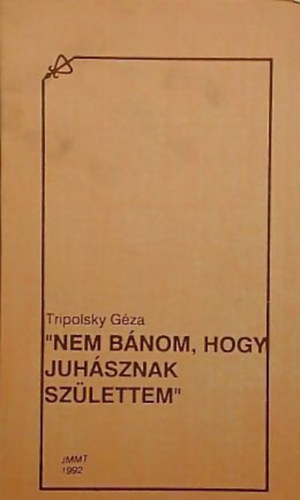 Tripolsky Géza
"NEM BÁNOM, HOGY
JUHÁSZNAK
SZÜLETTEM"
JMMT
1992